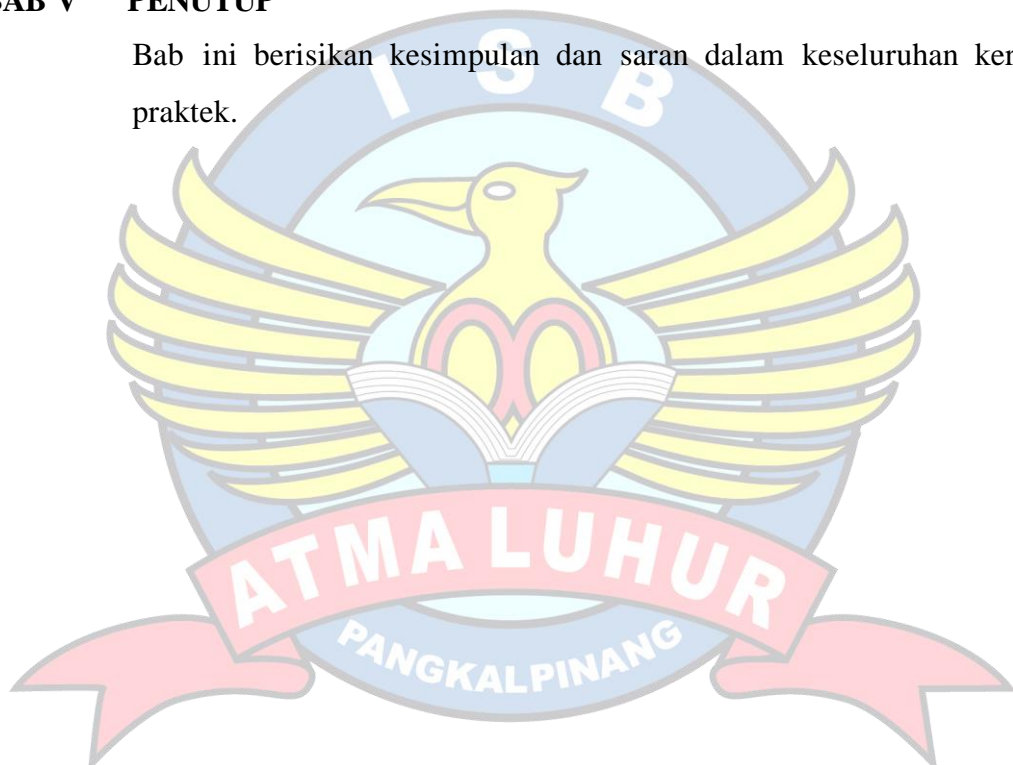 BAB V PENUTUP
Bab ini berisikan kesimpulan dan saran dalam keseluruhan
praktek.
I S B
ATMA LUHUR
PANGKALPINANG